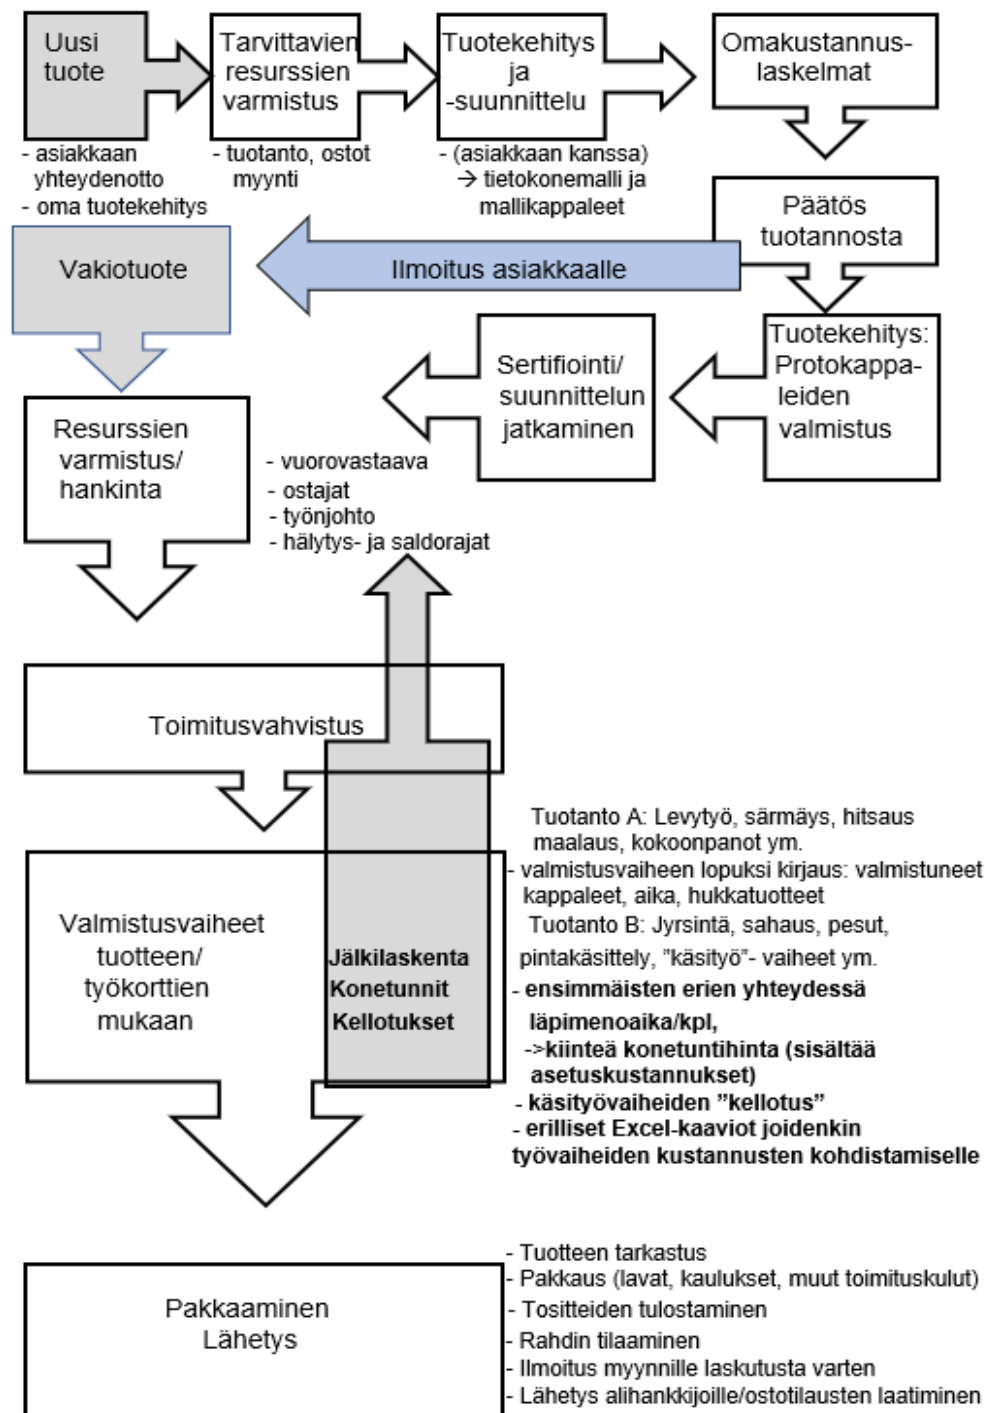 Uusi
tuote
Tarvittavien
resurssien
varmistus
Tuotekehitys
ja
-suunnittelu
Omakustannus-
laskelmat
- asiakkaan
yhteydenotto
- oma tuotekehitys
- tuotanto, ostot
myynti
- (asiakkaan kanssa)
→ tietokonemalli ja
mallikappaleet
Päätös
tuotannosta
Ilmoitus asiakkaalle
Vakiotuote
Tuotekehitys:
Protokappa-
leiden
valmistus
Sertifiointi/
suunnittelun
jatkaminen
Resurssien
varmistus/
hankinta
- vuorovastaava
- ostajat
- työnjohto
- hälytys- ja saldorajat
Toimitusvahvistus
Valmistusvaiheet
tuotteen/
työkorttien
mukaan
Jälkilaskenta
Konetunnit
Kellotukset
Tuotanto A: Levytyö, särmäys, hitsaus
maalaus, kokoonpanot ym.
- valmistusvaiheen lopuksi kirjaus: valmistuneet
kappaleet, aika, hukkatuotteet
Tuotanto B: Jyrsintä, sahaus, pesut,
pintakäsittely, ”käsityö”- vaiheet ym.
- ensimmäisten erien yhteydessä
läpimenoaika/kpl,
->kiinteä konetuntihinta (sisältää
asetuskustannukset)
- käsityövaiheiden ”kellotus”
- erilliset Excel-kaaviot joidenkin
työvaiheiden kustannusten kohdistamiselle
Pakkaaminen
Lähetys
- Tuotteen tarkastus
- Pakkaus (lavat, kaulukset, muut toimituskulut)
- Tositteiden tulostaminen
- Rahdin tilaaminen
- Ilmoitus myynnille laskutusta varten
- Lähetys alihankkijoille/ostotilausten laatiminen